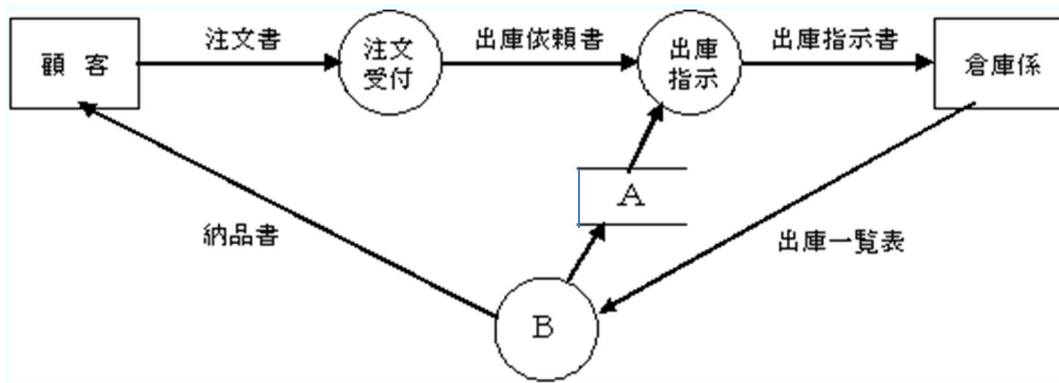 注文書
出庫依頼書
出庫指示書
顧 客
注文
受付
出庫
指示
倉庫係
A
納品書
出庫一覧表
B